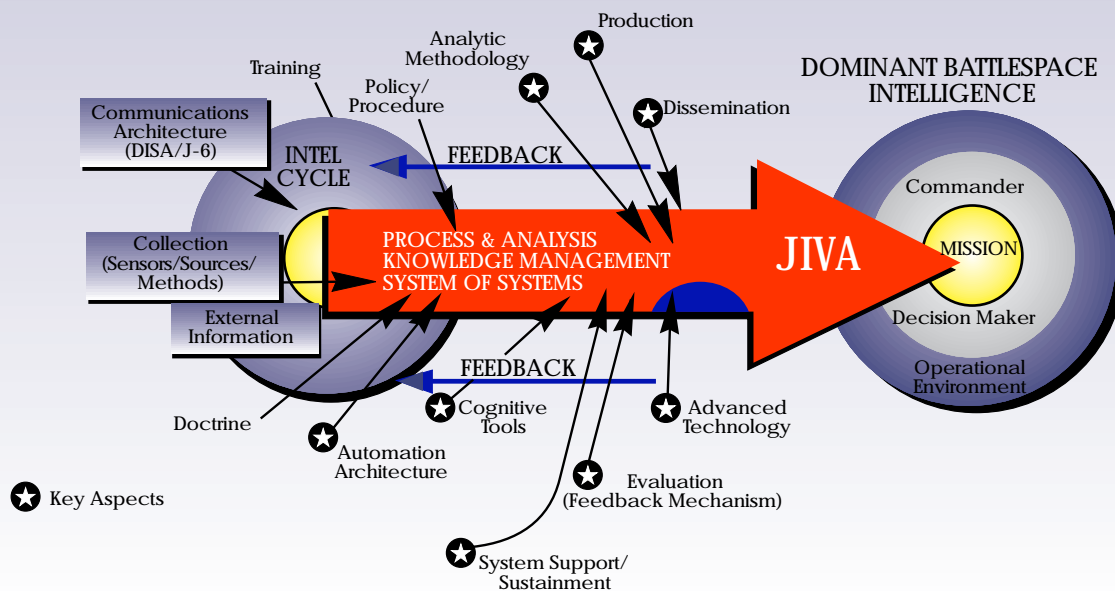 Production
Analytic
Methodology
DOMINANT BATTLESPACE
INTELLIGENCE
Training
Policy/
Procedure
Dissemination
Communications
Architecture
(DISA/J-6)
INTEL
CYCLE
FEEDBACK
Commander
Collection
(Sensors/Sources/
Methods)
PROCESS & ANALYSIS
KNOWLEDGE MANAGEMENT
SYSTEM OF SYSTEMS
JIVA
MISSION
External
Information
Decision Maker
FEEDBACK
Operational
Environment
Doctrine
Automation
Architecture
Cognitive
Tools
Advanced
Technology
Evaluation
(Feedback Mechanism)
Key Aspects
System Support/
Sustainment